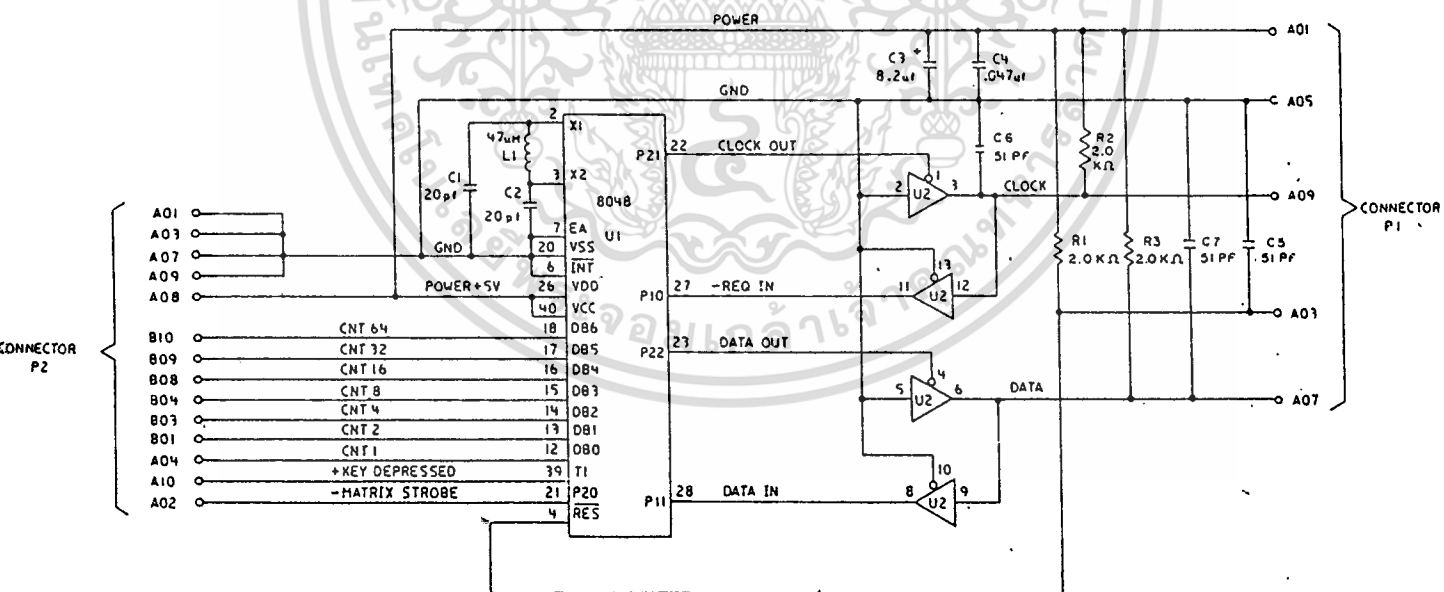 POWER
A01
C3 +
8.2uf
C4
.047uf
GND
A05
2 X1
47uH
L1
C1
20pf
3 X2
C2
20pf
8048
U1
7 EA
20 VSS
6 INT
26 VDD
40 VCC
18 DB6
17 DB5
16 DB4
15 DB3
14 DB2
13 DB1
12 DB0
39 T1
21 P20
4 RES
P21 22 CLOCK OUT
P10 27 -REQ IN
P22 23 DATA OUT
P11 28 DATA IN
C6
51 PF
R2
2.0
KΩ
1
2 U2 3 CLOCK
A09
13
11 U2 12
4
5 U2 6 DATA
A07
10
8 U2 9
R1
2.0KΩ
R3
2.0KΩ
C7
51 PF
C5
51 PF
A03
CONNECTOR
P1
CONNECTOR
P2
A01
A03
A07 GND
A09
A08 POWER+5V
B10 CNT 64
B09 CNT 32
B08 CNT 16
B04 CNT 8
B03 CNT 4
B01 CNT 2
A04 CNT 1
A10 +KEY DEPRESSED
A02 -MATRIX STROBE